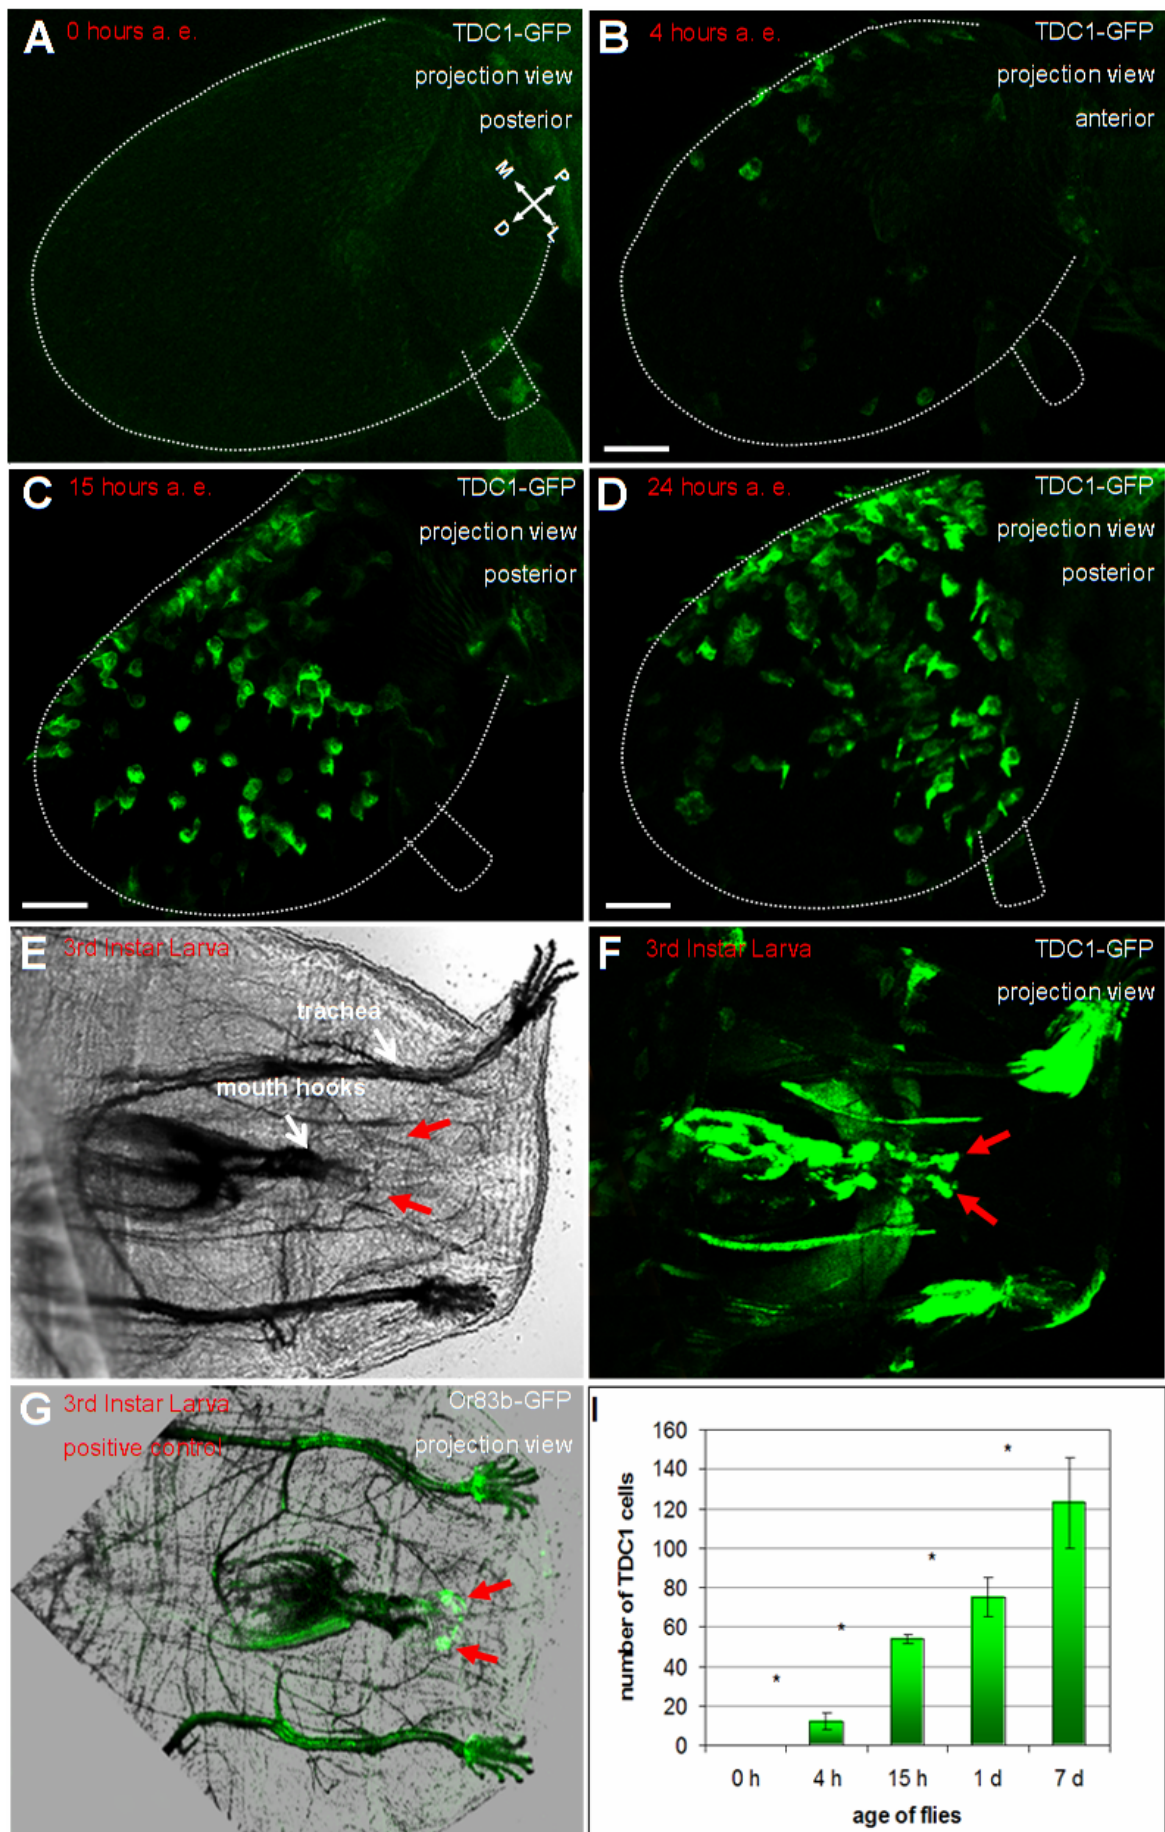 A 0 hours a. e. TDC1-GFP
projection view
posterior
M P
D L
B 4 hours a. e. TDC1-GFP
projection view
anterior
C 15 hours a. e. TDC1-GFP
projection view
posterior
D 24 hours a. e. TDC1-GFP
projection view
posterior
E 3rd Instar Larva
trachea
mouth hooks
F 3rd Instar Larva TDC1-GFP
projection view
G 3rd Instar Larva Or83b-GFP
positive control projection view
I
160
140
120
100
80
60
40
20
0
number of TDC1 cells
* * * *
0 h 4 h 15 h 1 d 7 d
age of flies